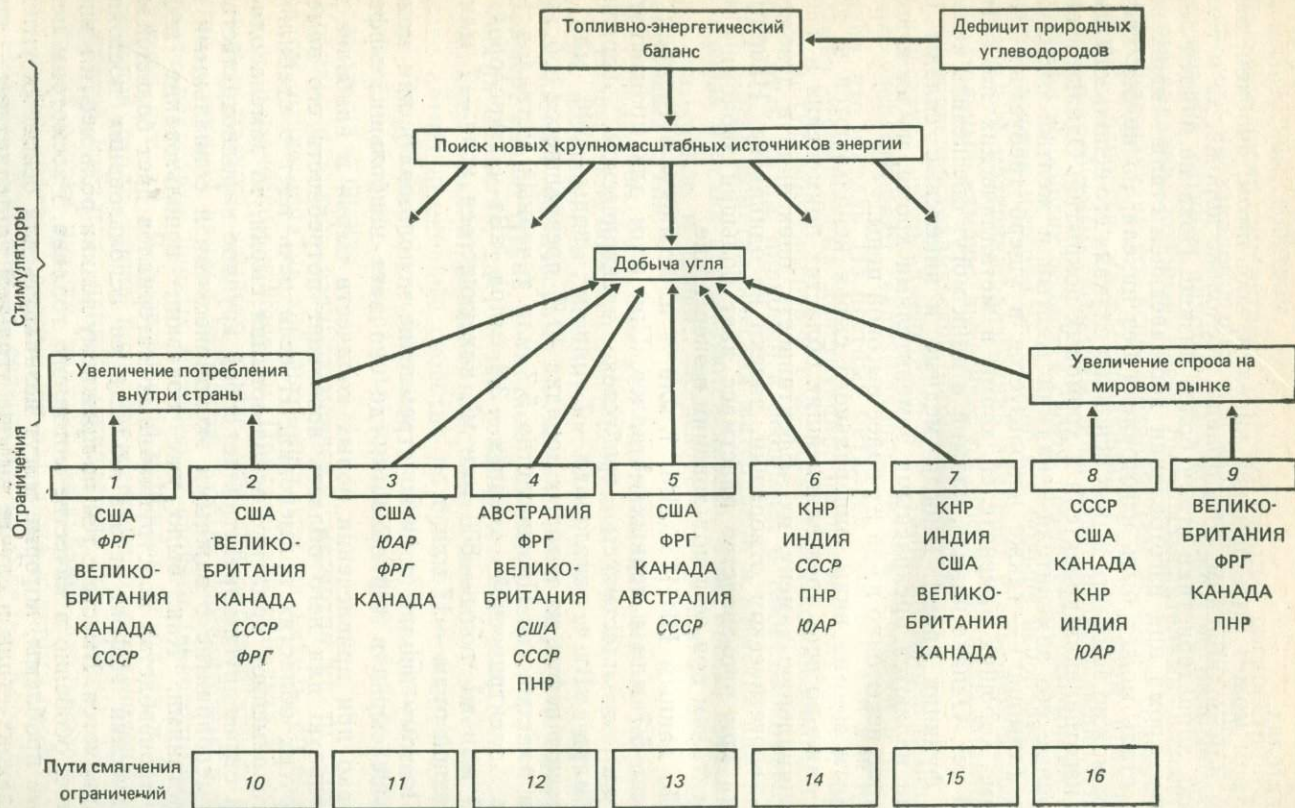 Топливно-энергетический
баланс
Дефицит природных
углеводородов
Поиск новых крупномасштабных источников энергии
Стимуляторы
Добыча угля
Увеличение потребления
внутри страны
Увеличение спроса на
мировом рынке
Ограничения
1
США
ФРГ
ВЕЛИКО-
БРИТАНИЯ
КАНАДА
СССР
2
США
ВЕЛИКО-
БРИТАНИЯ
КАНАДА
СССР
ФРГ
3
США
ЮАР
ФРГ
КАНАДА
4
АВСТРАЛИЯ
ФРГ
ВЕЛИКО-
БРИТАНИЯ
США
СССР
ПНР
5
США
ФРГ
КАНАДА
АВСТРАЛИЯ
СССР
6
КНР
ИНДИЯ
СССР
ПНР
ЮАР
7
КНР
ИНДИЯ
США
ВЕЛИКО-
БРИТАНИЯ
КАНАДА
8
СССР
США
КАНАДА
КНР
ИНДИЯ
ЮАР
9
ВЕЛИКО-
БРИТАНИЯ
ФРГ
КАНАДА
ПНР
Пути смягчения
ограничений
10
11
12
13
14
15
16